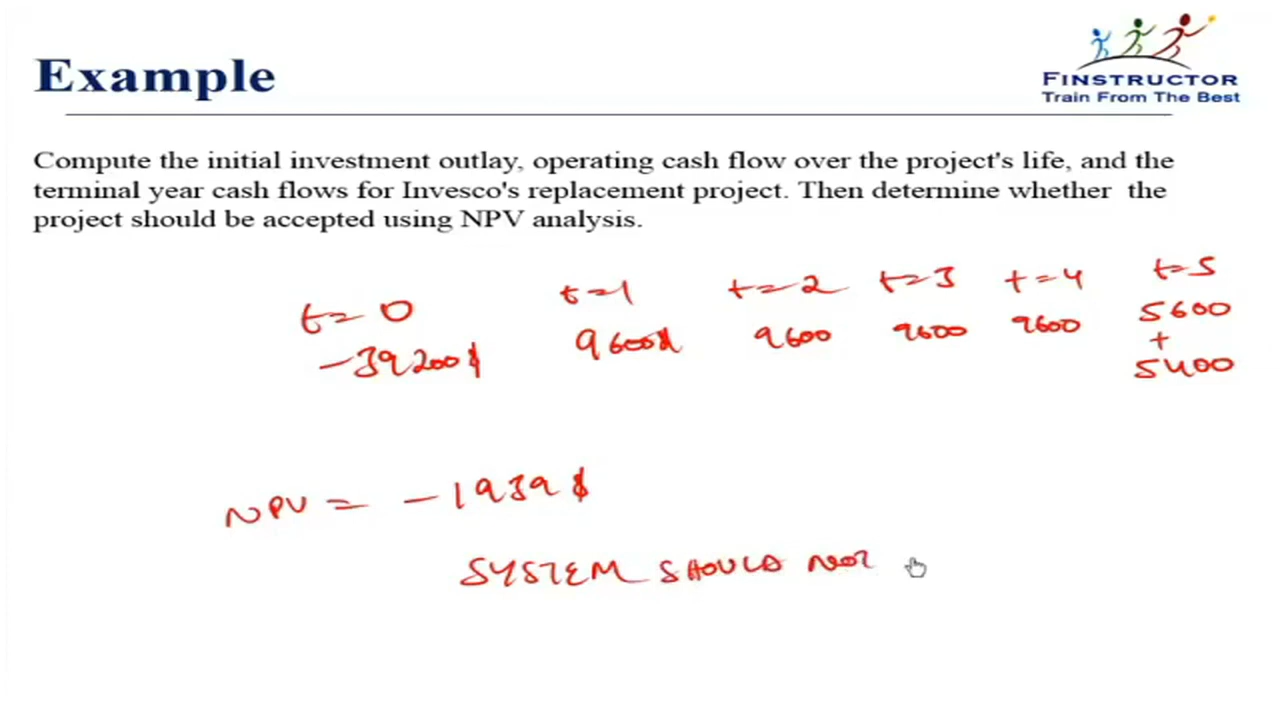 Example
FINSTRUCTOR
Train From The Best
Compute the initial investment outlay, operating cash flow over the project's life, and the
terminal year cash flows for Invesco's replacement project. Then determine whether the
project should be accepted using NPV analysis.
t=0 t=1 t=2 t=3 t=4 t=5
-39200$ 9600$ 9600 9600 9600 5600
+
5400
NPV = -1939$
SYSTEM SHOULD NOT